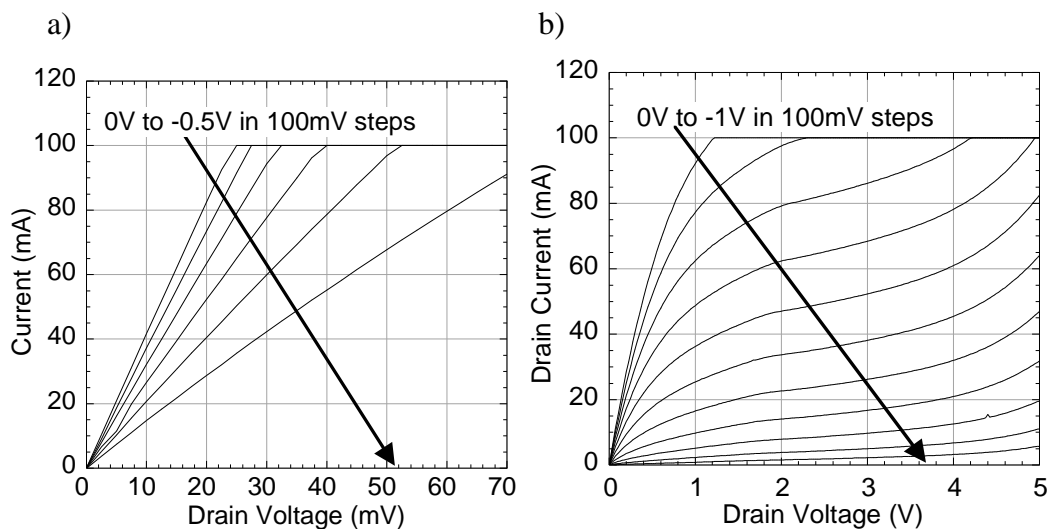 a)
120
100
80
60
40
20
0
Current (mA)
0V to -0.5V in 100mV steps
0 10 20 30 40 50 60 70
Drain Voltage (mV)
b)
120
100
80
60
40
20
0
Drain Current (mA)
0V to -1V in 100mV steps
0 1 2 3 4 5
Drain Voltage (V)